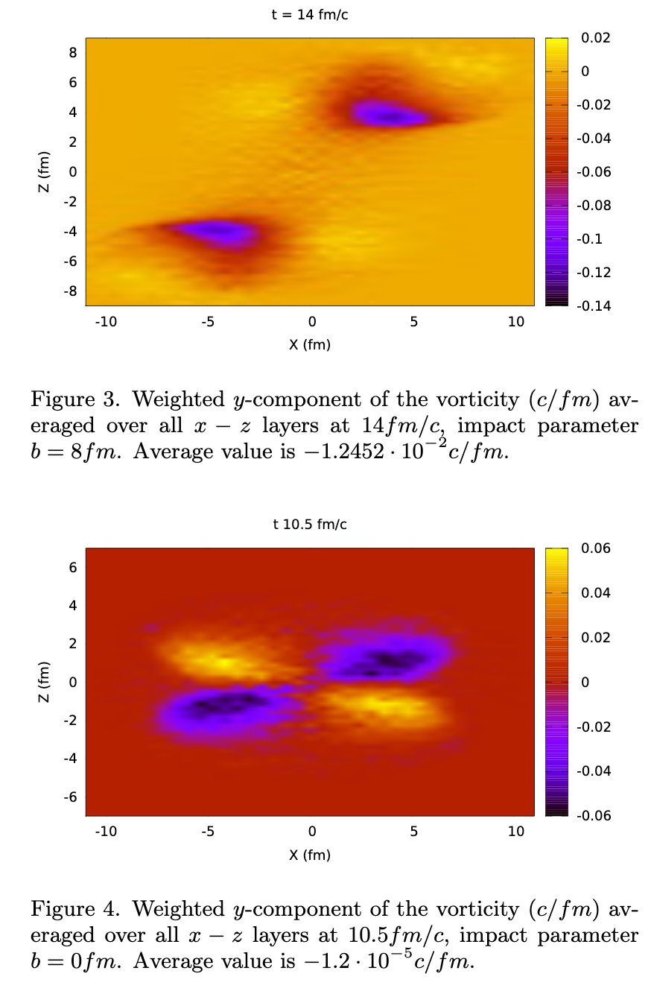 t = 14 fm/c
0.02
8
0
6
-0.02
4
-0.04
2
Z (fm)
0
-0.06
-2
-0.08
-4
-0.1
-6
-0.12
-8
-0.14
-10 -5 0 5 10
X (fm)
Figure 3. Weighted y-component of the vorticity (c/fm) av-
eraged over all x − z layers at 14fm/c, impact parameter
b = 8fm. Average value is −1.2452 · 10⁻²c/fm.
t 10.5 fm/c
0.06
6
0.04
4
0.02
2
Z (fm)
0
0
-2
-0.02
-4
-0.04
-6
-0.06
-10 -5 0 5 10
X (fm)
Figure 4. Weighted y-component of the vorticity (c/fm) av-
eraged over all x − z layers at 10.5fm/c, impact parameter
b = 0fm. Average value is −1.2 · 10⁻⁵c/fm.